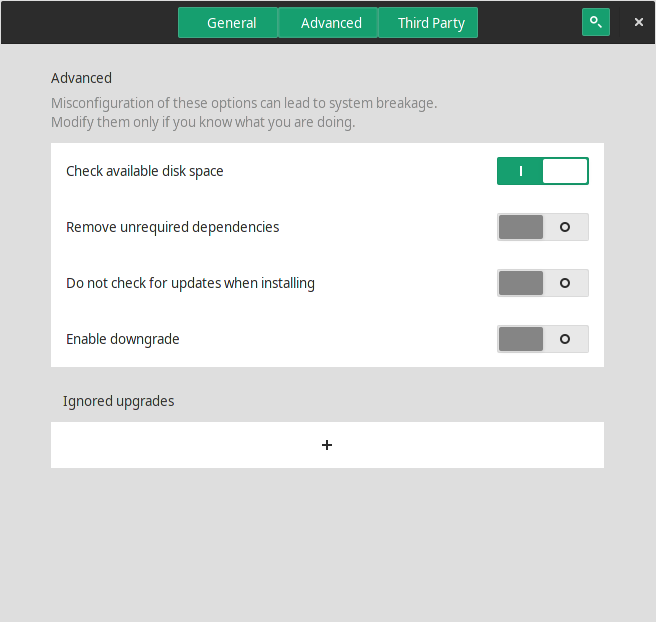 General Advanced Third Party
Advanced
Misconfiguration of these options can lead to system breakage.
Modify them only if you know what you are doing.
Check available disk space
Remove unrequired dependencies
Do not check for updates when installing
Enable downgrade
Ignored upgrades
+